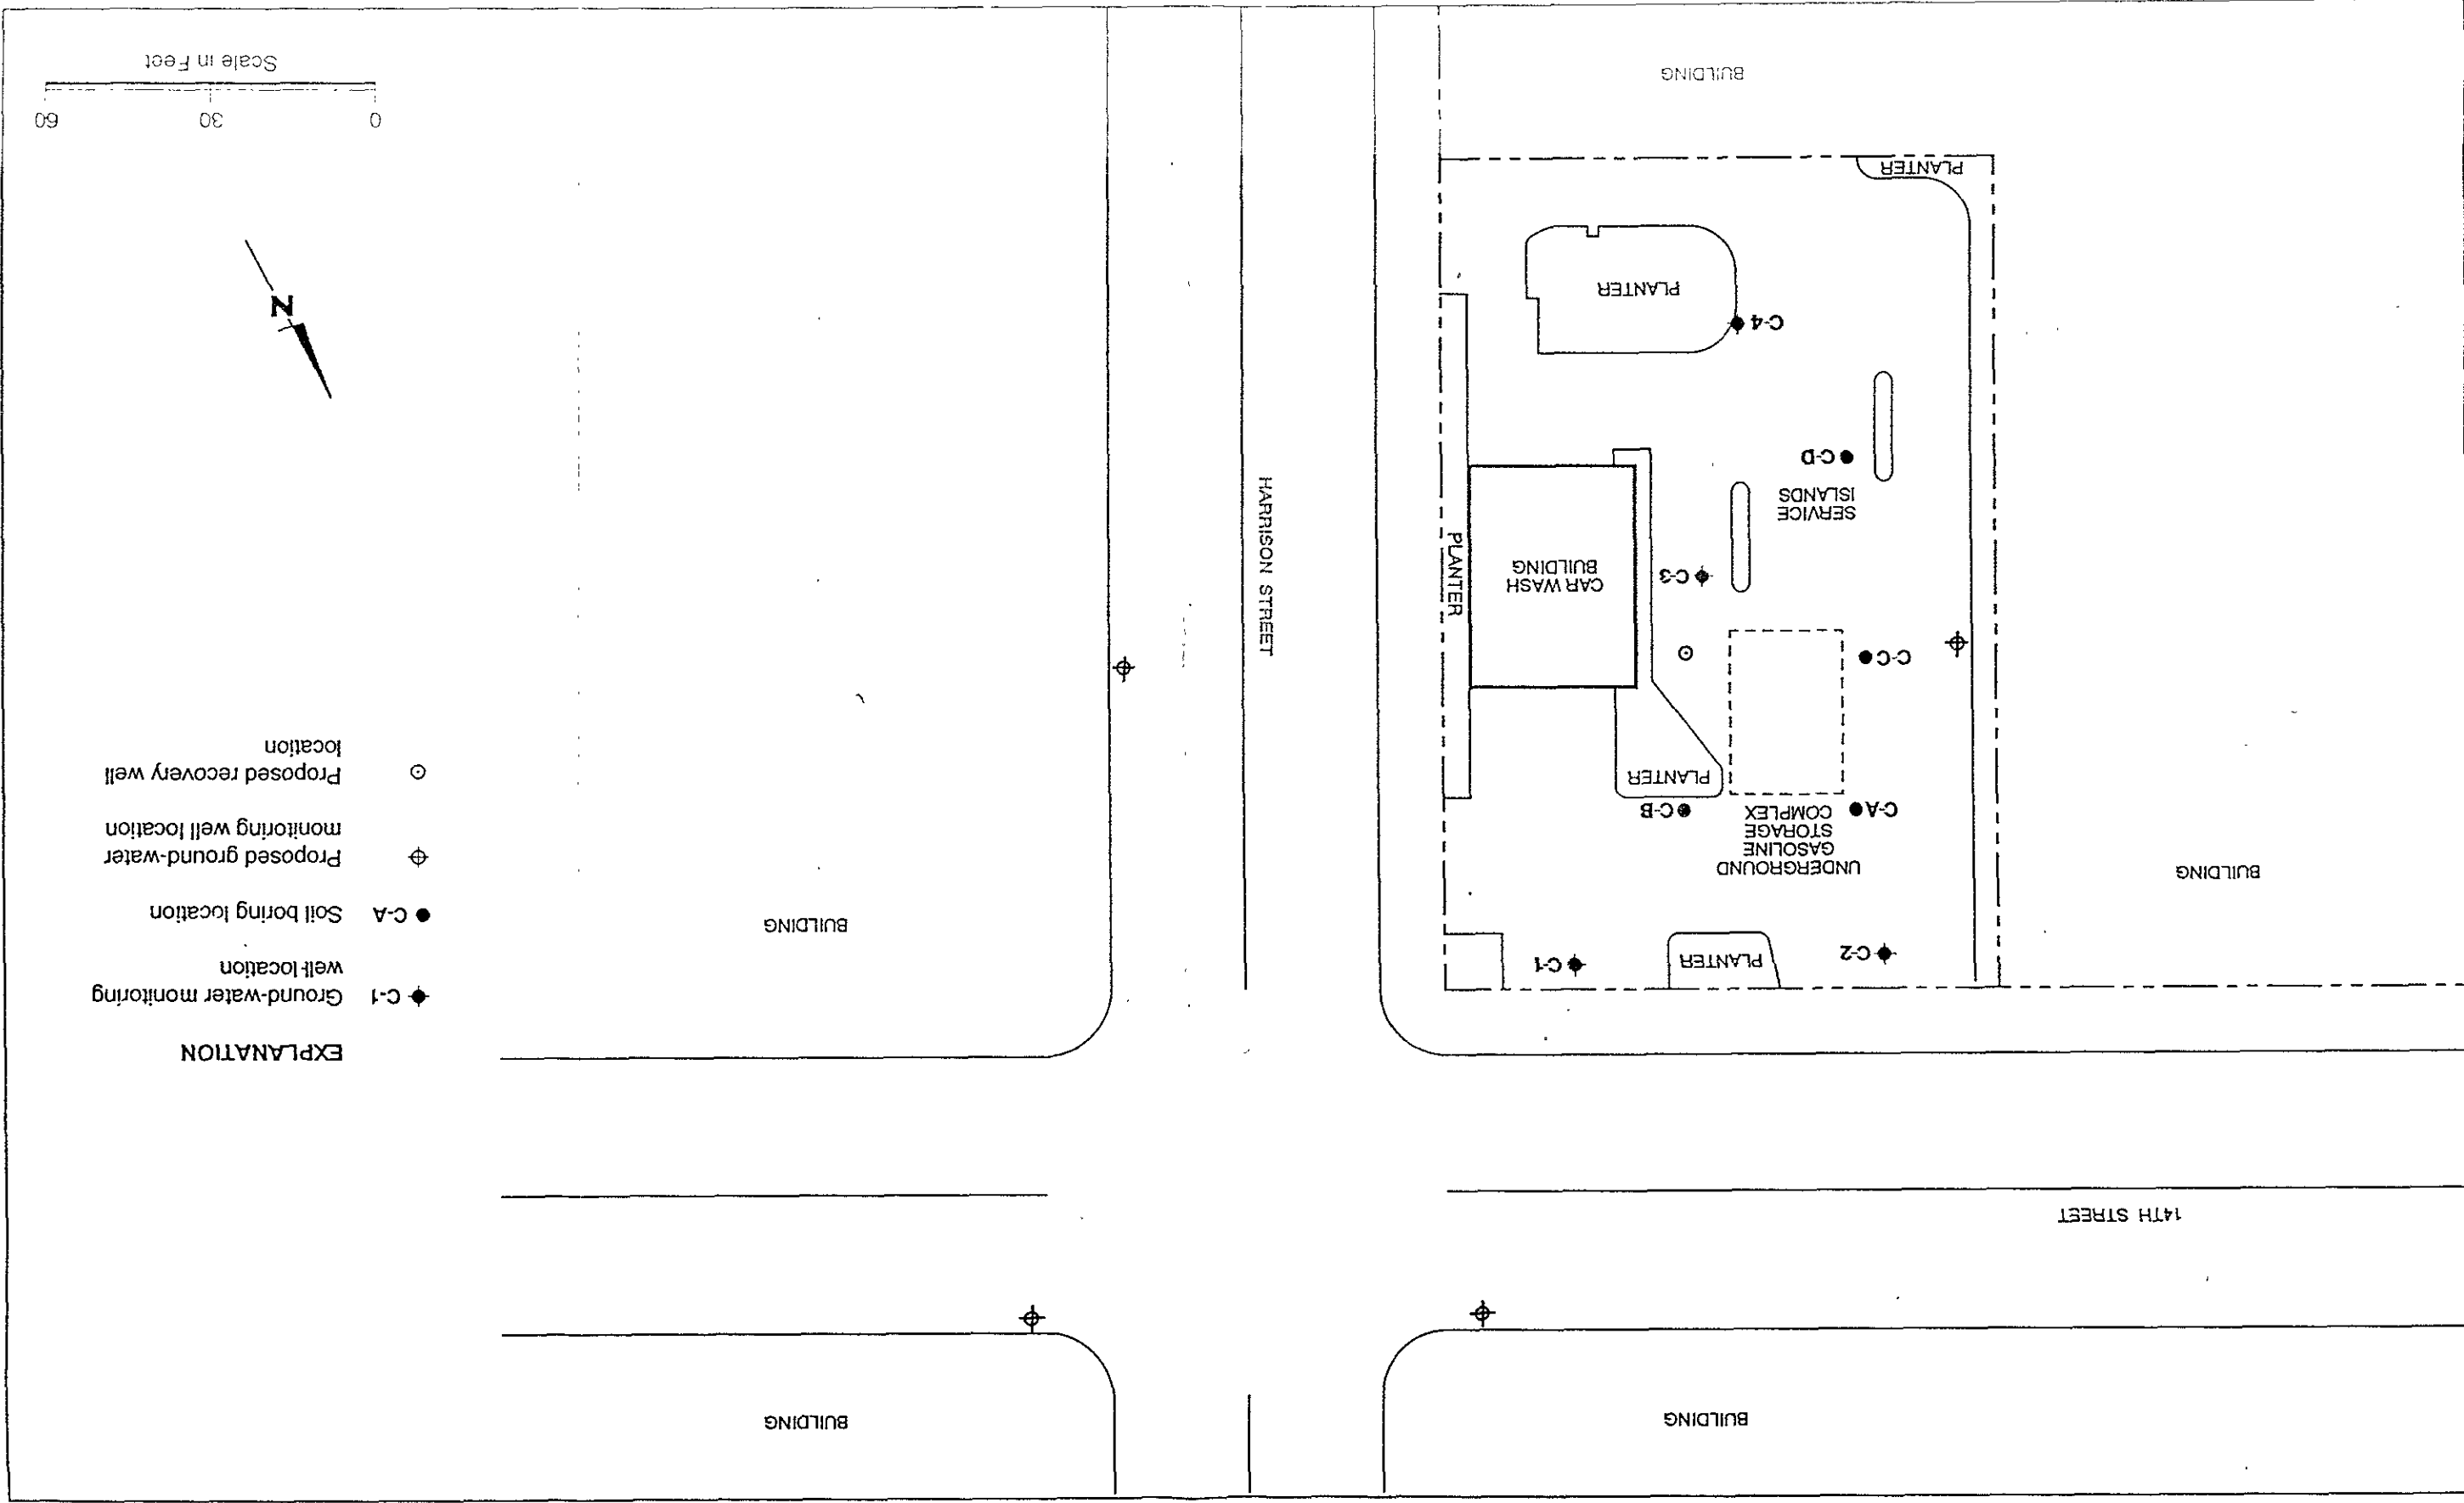 BUILDING
BUILDING
14TH STREET
C-2
PLANTER
C-1
BUILDING
BUILDING
UNDERGROUND
GASOLINE
STORAGE
COMPLEX
C-A
C-B
PLANTER
C-C
C-3
CAR WASH
BUILDING
PLANTER
HARRISON STREET
SERVICE
ISLANDS
C-D
C-4
PLANTER
PLANTER
BUILDING
EXPLANATION
C-1 Ground-water monitoring
well location
C-A Soil boring location
Proposed ground-water
monitoring well location
Proposed recovery well
location
N
0 30 60
Scale in Feet